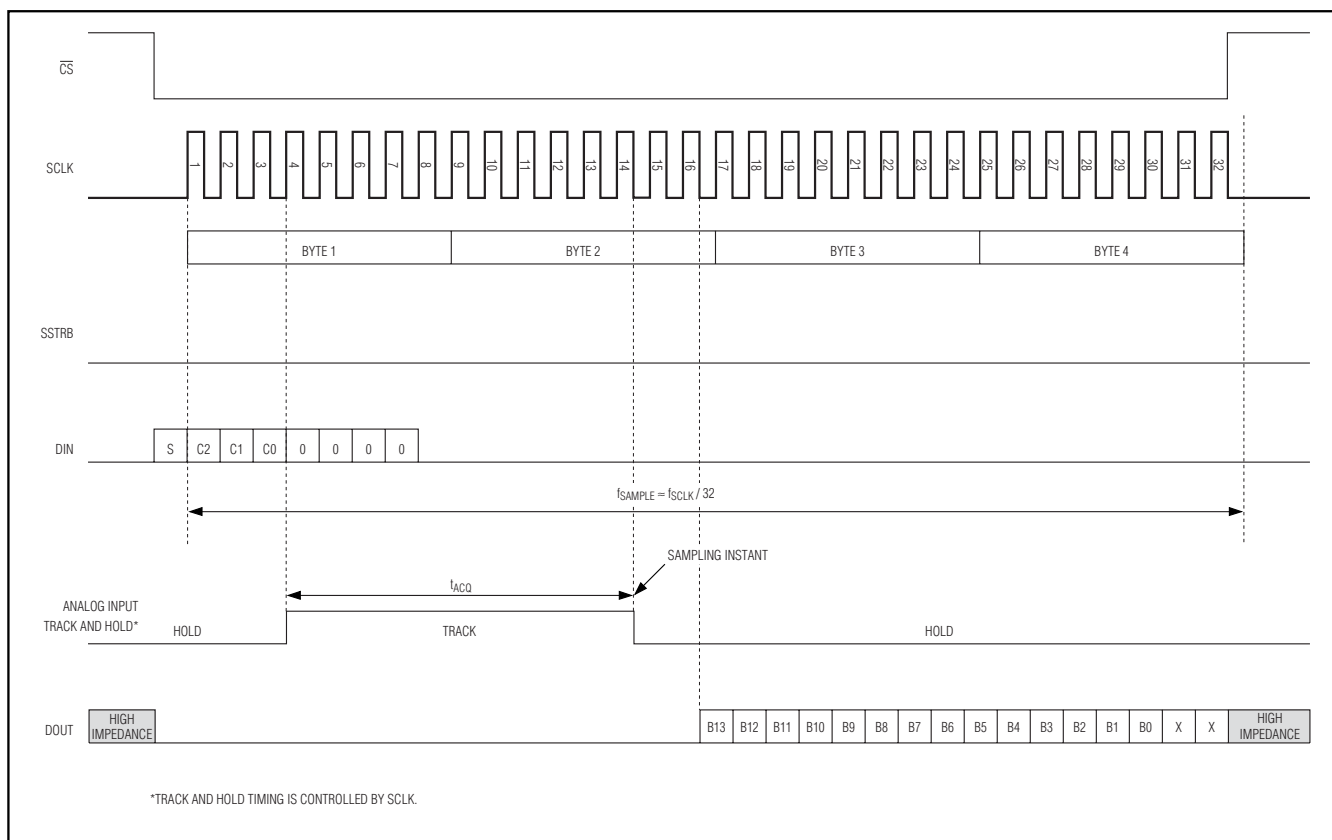 CS
SCLK
1 2 3 4 5 6 7 8 9 10 11 12 13 14 15 16 17 18 19 20 21 22 23 24 25 26 27 28 29 30 31 32
BYTE 1 BYTE 2 BYTE 3 BYTE 4
SSTRB
DIN
S C2 C1 C0 0 0 0 0
fSAMPLE = fSCLK / 32
SAMPLING INSTANT
tACQ
ANALOG INPUT
TRACK AND HOLD*
HOLD TRACK HOLD
DOUT
HIGH
IMPEDANCE
B13 B12 B11 B10 B9 B8 B7 B6 B5 B4 B3 B2 B1 B0 X X
HIGH
IMPEDANCE
*TRACK AND HOLD TIMING IS CONTROLLED BY SCLK.